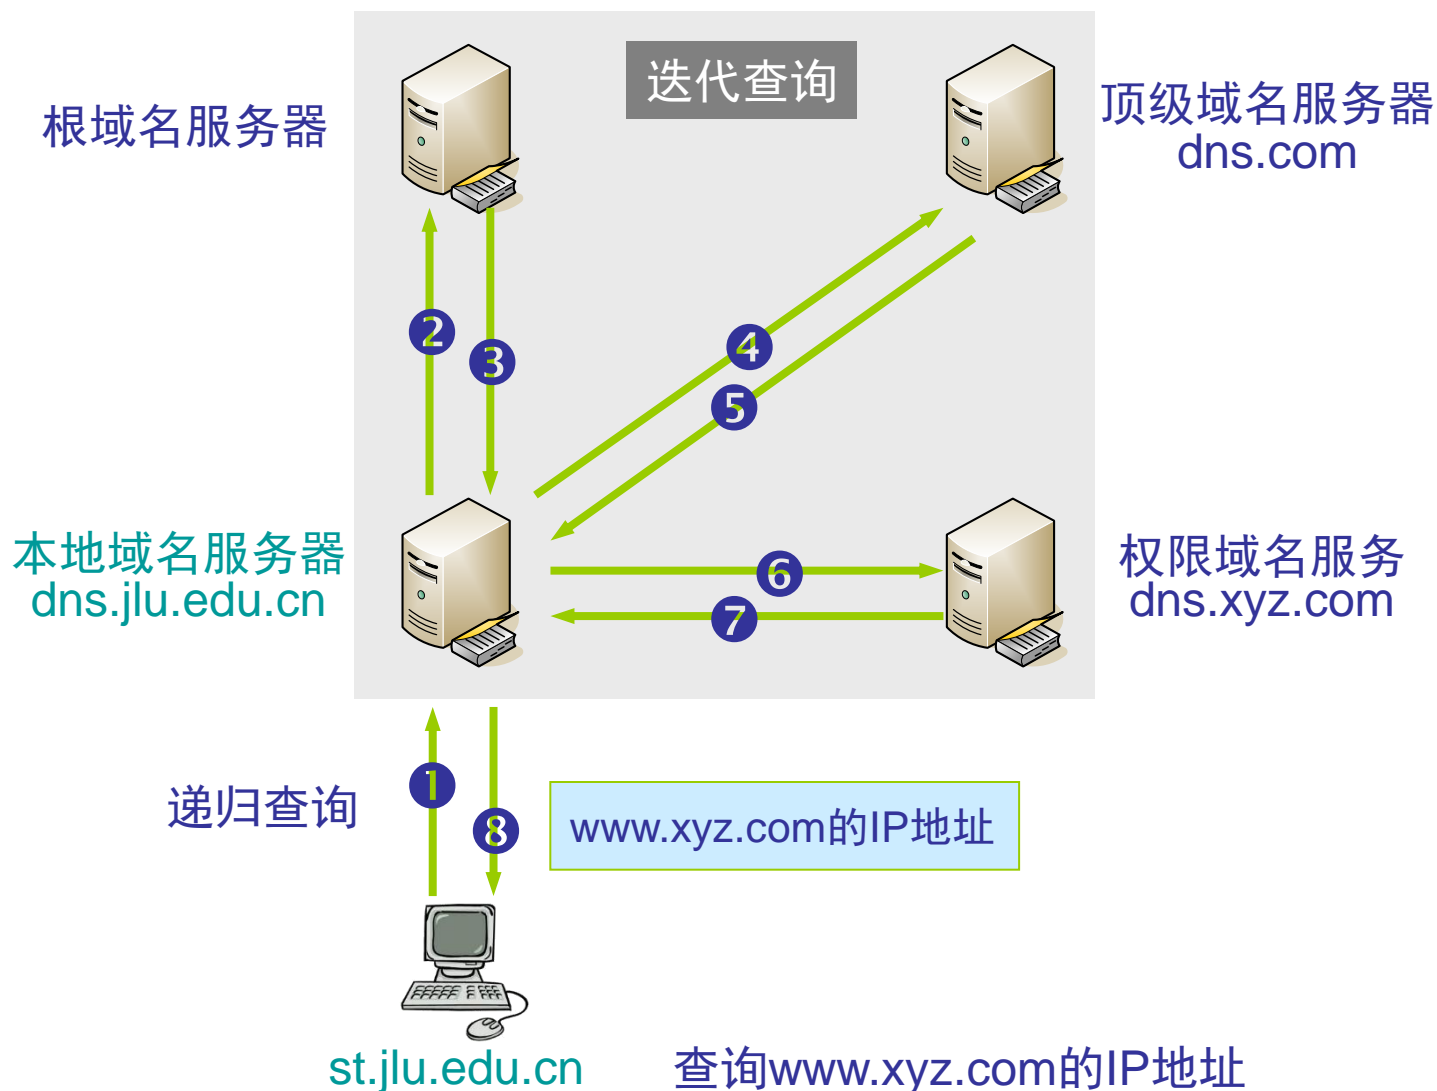 迭代查询
根域名服务器
顶级域名服务器
dns.com
2
3
4
5
本地域名服务器
dns.jlu.edu.cn
权限域名服务
dns.xyz.com
6
7
递归查询
1
8
www.xyz.com的IP地址
st.jlu.edu.cn
查询www.xyz.com的IP地址